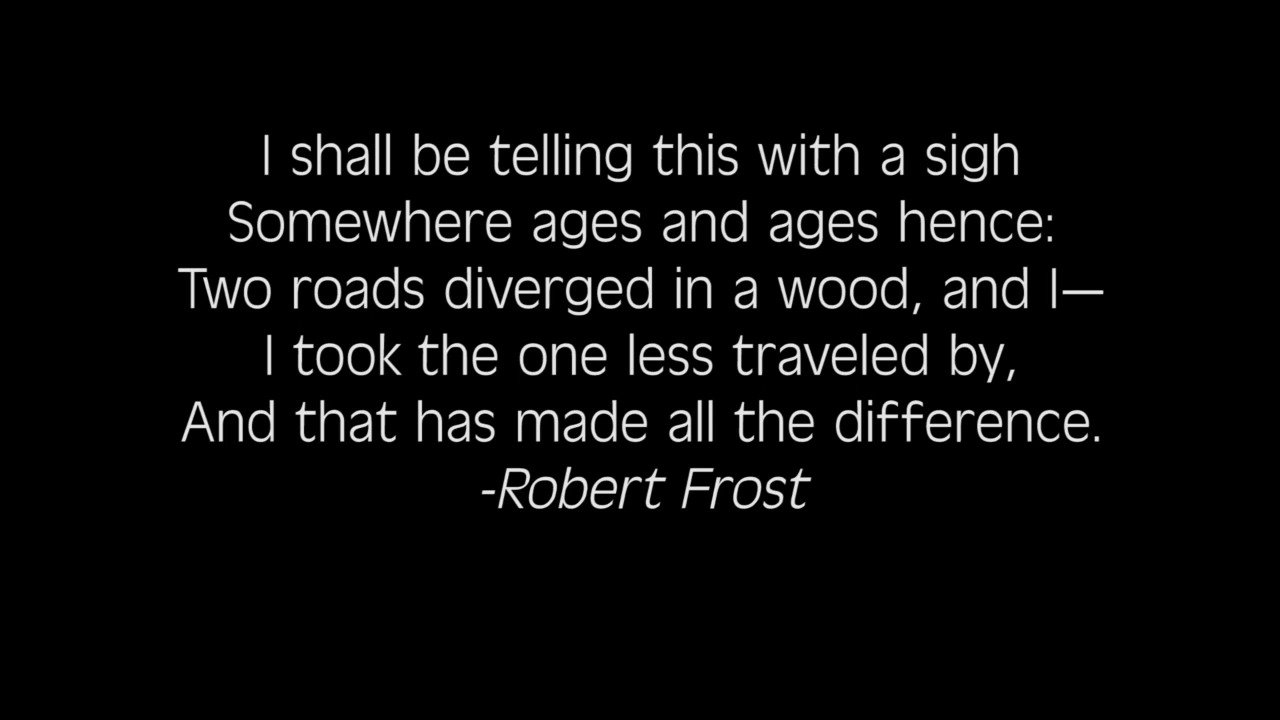 I shall be telling this with a sigh
Somewhere ages and ages hence:
Two roads diverged in a wood, and I—
I took the one less traveled by,
And that has made all the difference.
-Robert Frost